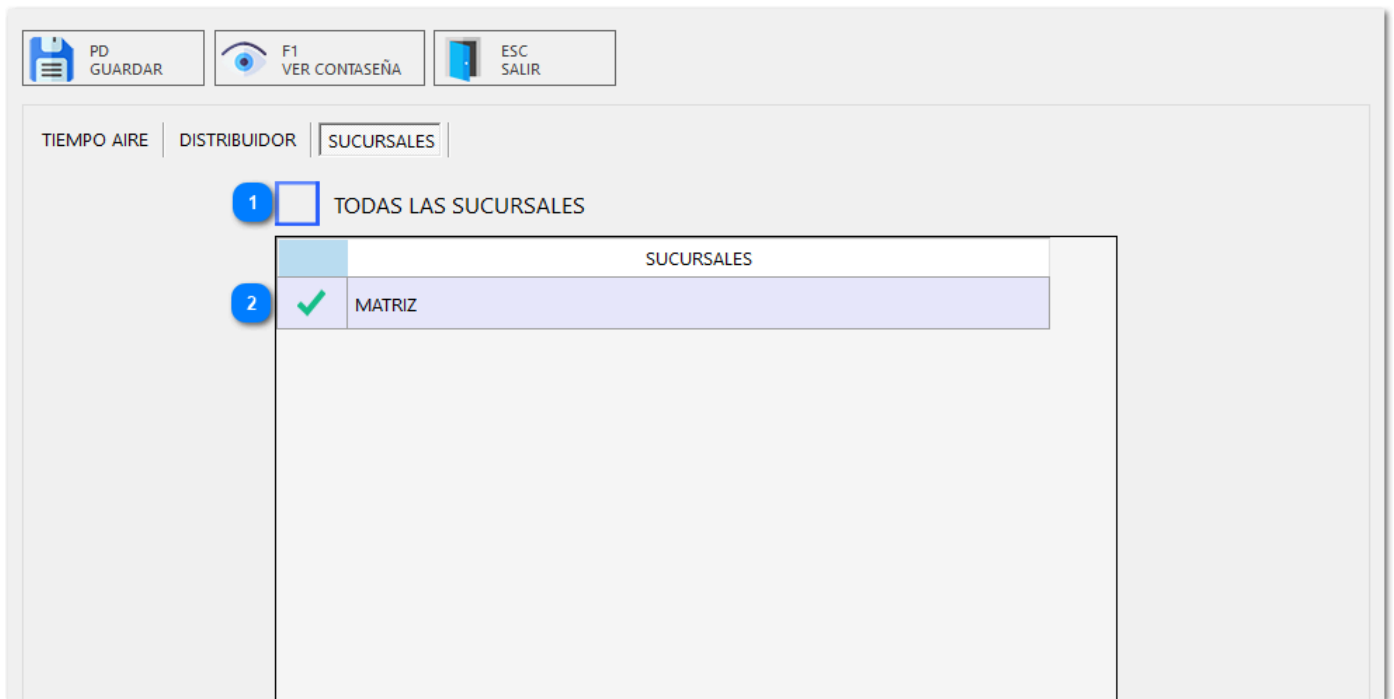 PD
GUARDAR
F1
VER CONTASEÑA
ESC
SALIR
TIEMPO AIRE
DISTRIBUIDOR
SUCURSALES
1
TODAS LAS SUCURSALES
SUCURSALES
2
MATRIZ